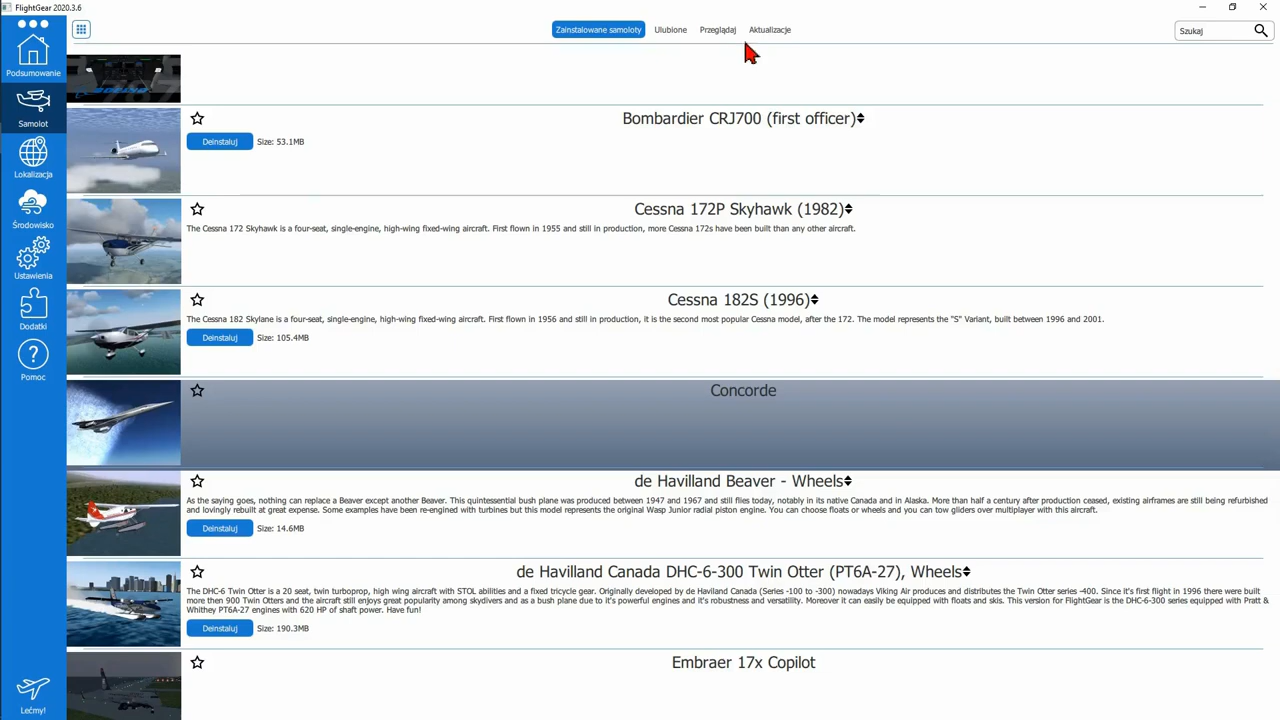 FlightGear 2020.3.6
Zainstalowane samoloty
Ulubione
Przeglądaj
Aktualizacje
Szukaj
Podsumowanie
Samolot
Lokalizacja
Środowisko
Ustawienia
Dodatki
Pomoc
Lećmy!
Bombardier CRJ700 (first officer)
Deinstaluj
Size: 53.1MB
Cessna 172P Skyhawk (1982)
The Cessna 172 Skyhawk is a four-seat, single-engine, high-wing fixed-wing aircraft. First flown in 1955 and still in production, more Cessna 172s have been built than any other aircraft.
Cessna 182S (1996)
The Cessna 182 Skylane is a four-seat, single-engine, high-wing fixed-wing aircraft. First flown in 1956 and still in production, it is the second most popular Cessna model, after the 172. The model represents the "S" Variant, built between 1996 and 2001.
Deinstaluj
Size: 105.4MB
Concorde
de Havilland Beaver - Wheels
As the saying goes, nothing can replace a Beaver except another Beaver. This quintessential bush plane was produced between 1947 and 1967 and still flies today, notably in its native Canada and in Alaska. More than half a century after production ceased, existing airframes are still being refurbished
and lovingly rebuilt at great expense. Some examples have been re-engined with turbines but this model represents the original Wasp Junior radial piston engine. You can choose floats or wheels and you can tow gliders over multiplayer with this aircraft.
Deinstaluj
Size: 14.6MB
de Havilland Canada DHC-6-300 Twin Otter (PT6A-27), Wheels
The DHC-6 Twin Otter is a 20 seat, twin turboprop, high wing aircraft with STOL abilities and a fixed tricycle gear. Originally developed by de Haviland Canada (Series -100 to -300) nowadays Viking Air produces and distributes the Twin Otter series -400. Since it's first flight in 1996 there were built
more then 900 Twin Otters and the aircraft still enjoys great popularity among skydivers and as a bush plane due to it's powerful engines and it's robustness and versatility. Moreover it can easily be equipped with floats and skis. This version for FlightGear is the DHC-6-300 series equipped with Pratt &
Whithey PT6A-27 engines with 620 HP of shaft power. Have fun!
Deinstaluj
Size: 190.3MB
Embraer 17x Copilot